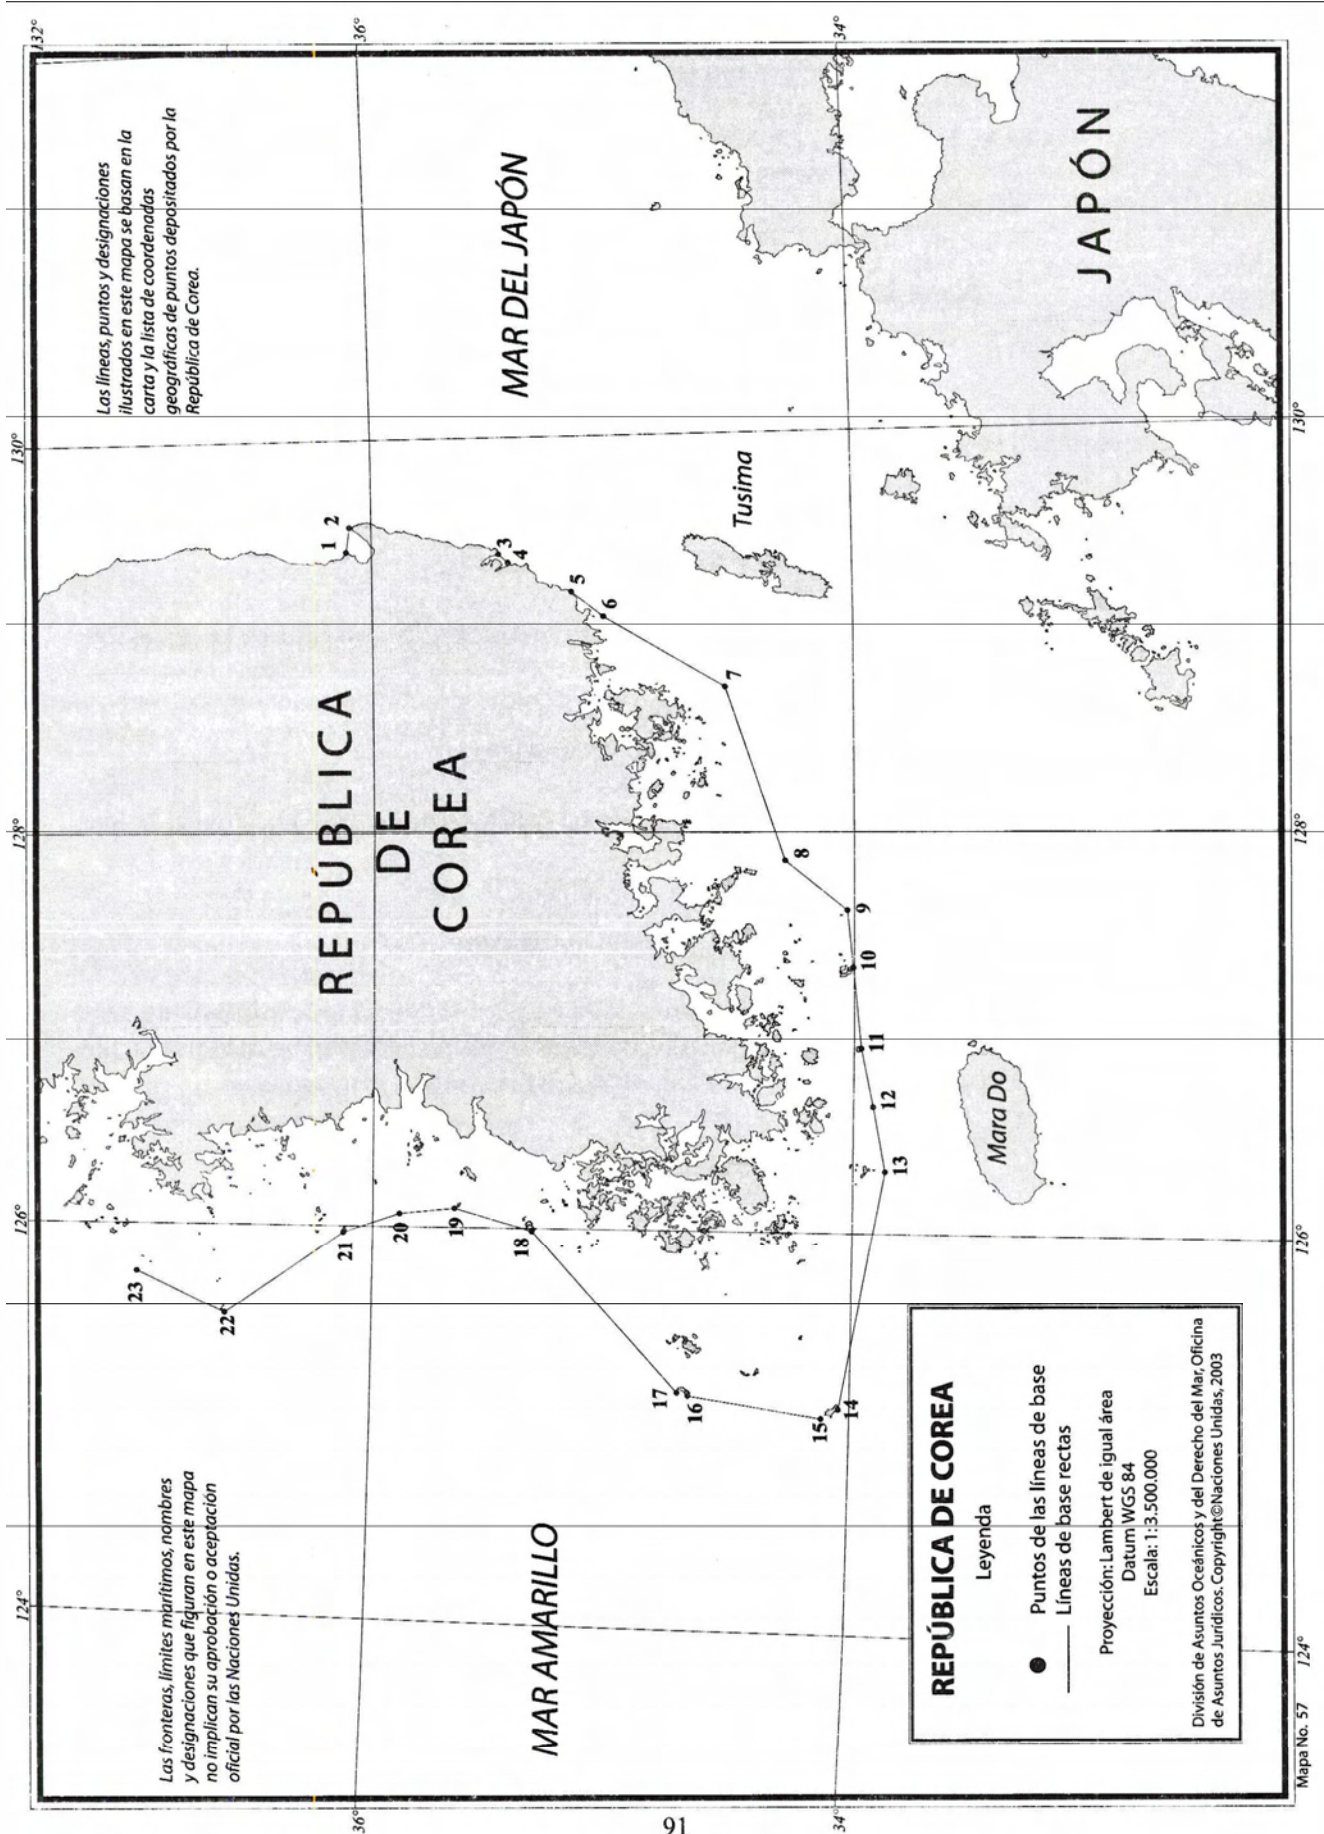 132°
36°
34°
Las líneas, puntos y designaciones
ilustrados en este mapa se basan en la
carta y la lista de coordenadas
geográficas de puntos depositados por la
República de Corea.
MAR DEL JAPÓN
JAPÓN
130°
130°
Tusima
1
2
3
4
5
6
7
8
9
10
11
12
13
14
15
16
17
18
19
20
21
22
23
REPÚBLICA
DE
COREA
128°
128°
Mara Do
126°
126°
Las fronteras, límites marítimos, nombres
y designaciones que figuran en este mapa
no implican su aprobación o aceptación
oficial por las Naciones Unidas.
MAR AMARILLO
124°
124°
36°
34°
REPÚBLICA DE COREA
Leyenda
Puntos de las líneas de base
Líneas de base rectas
Proyección: Lambert de igual área
Datum WGS 84
Escala: 1:3.500.000
División de Asuntos Oceánicos y del Derecho del Mar, Oficina
de Asuntos Jurídicos. Copyright©Naciones Unidas, 2003
Mapa No. 57
91